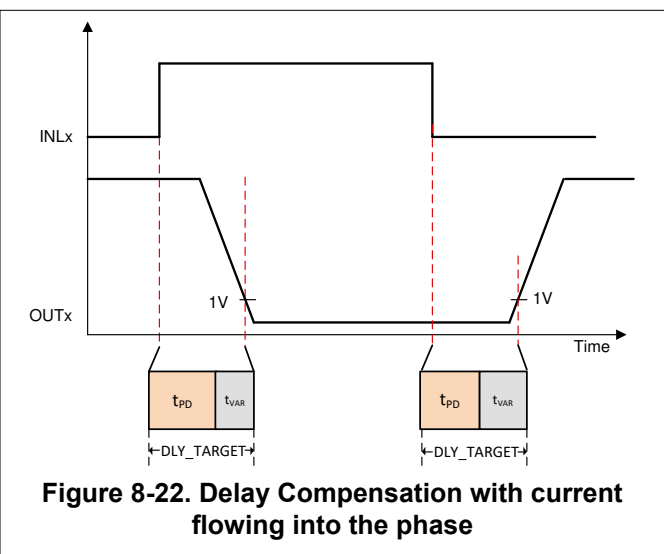 INLx
1V
1V
OUTx
Time
tPD
tVAR
tPD
tVAR
DLY_TARGET
DLY_TARGET
Figure 8-22. Delay Compensation with current
flowing into the phase